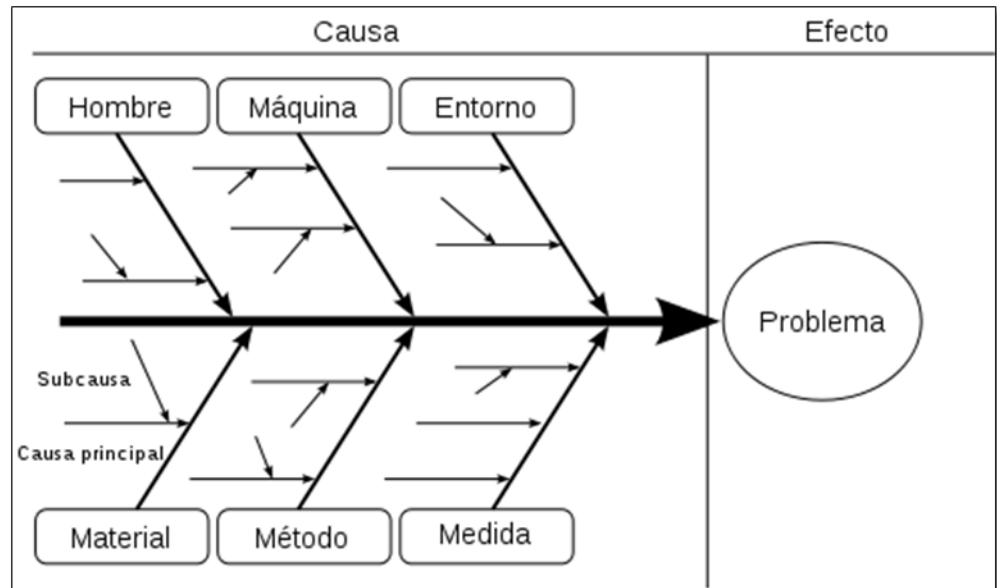 Causa
Efecto
Hombre
Máquina
Entorno
Problema
Subcausa
Causa principal
Material
Método
Medida